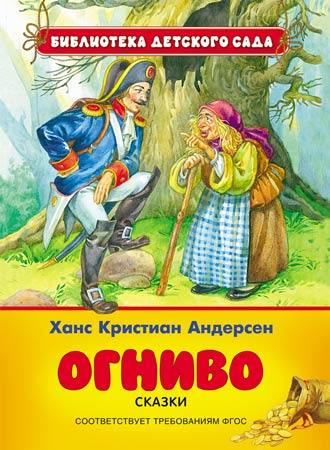 БИБЛИОТЕКА ДЕТСКОГО САДА
Ханс Кристиан Андерсен
ОГНИВО
СКАЗКИ
СООТВЕТСТВУЕТ ТРЕБОВАНИЯМ ФГОС